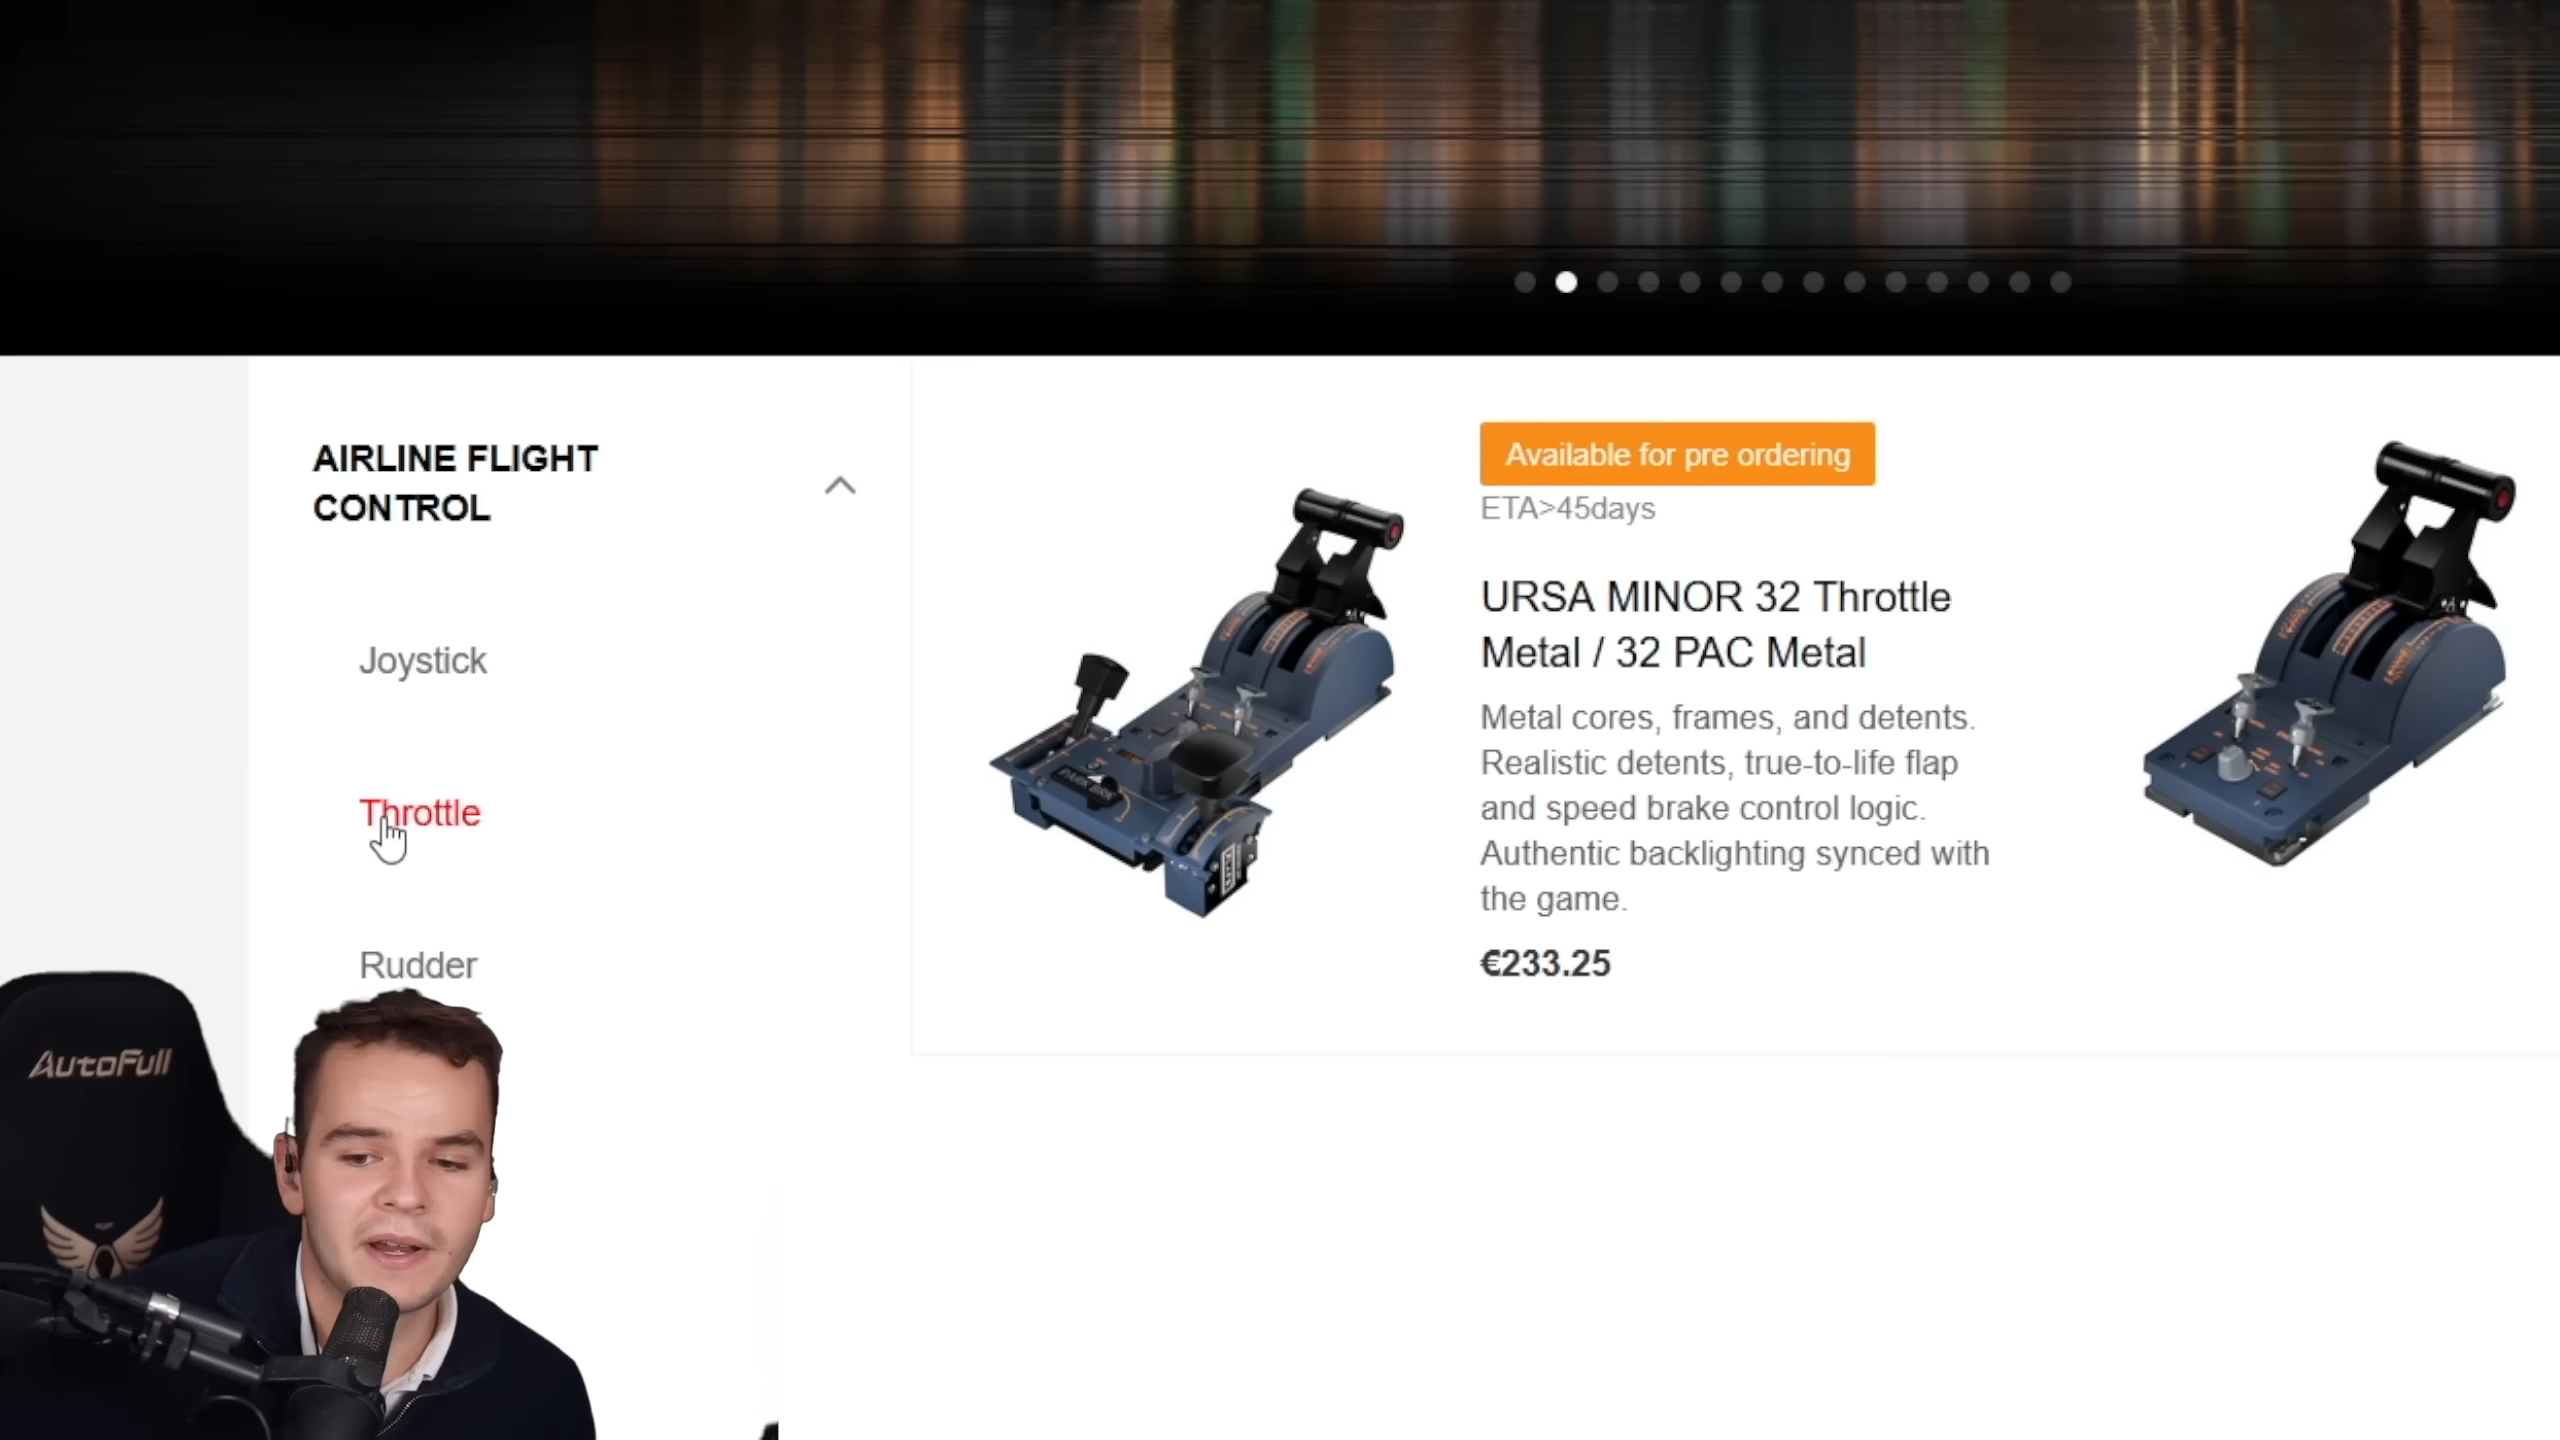 AIRLINE FLIGHT
CONTROL
Joystick
Throttle
Rudder
Available for pre ordering
ETA>45days
URSA MINOR 32 Throttle
Metal / 32 PAC Metal
Metal cores, frames, and detents.
Realistic detents, true-to-life flap
and speed brake control logic.
Authentic backlighting synced with
the game.
€233.25
PARK BRK
AutoFull